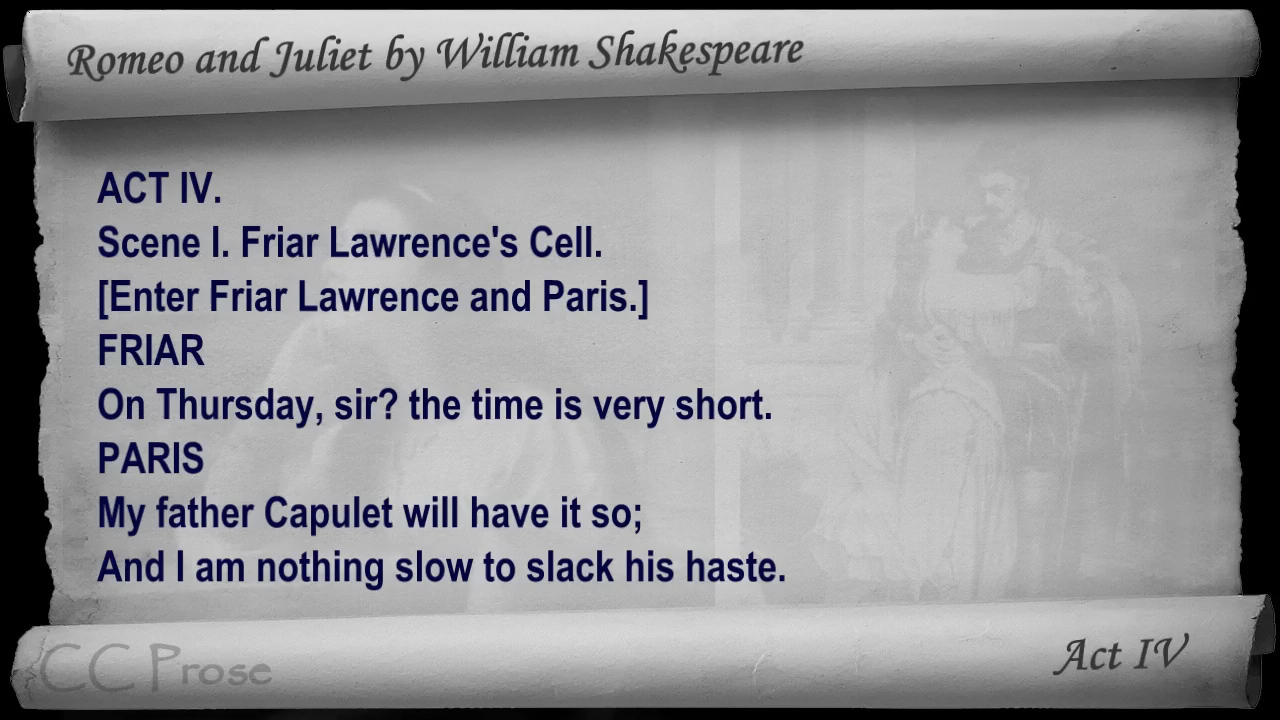 Romeo and Juliet by William Shakespeare
ACT IV.
Scene I. Friar Lawrence's Cell.
[Enter Friar Lawrence and Paris.]
FRIAR
On Thursday, sir? the time is very short.
PARIS
My father Capulet will have it so;
And I am nothing slow to slack his haste.
CC Prose
Act IV